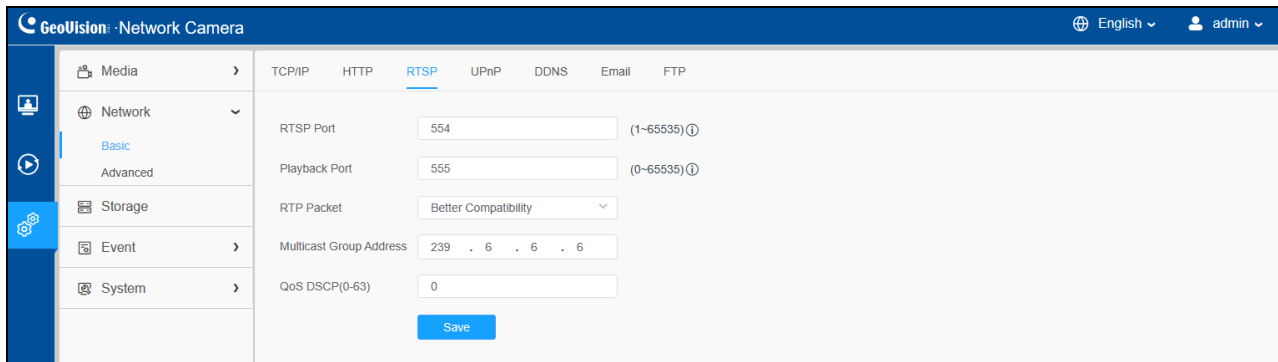 GeoVision: ·Network Camera
English
admin
Media
Network
Basic
Advanced
Storage
Event
System
TCP/IP HTTP RTSP UPnP DDNS Email FTP
RTSP Port 554 (1~65535)
Playback Port 555 (0~65535)
RTP Packet Better Compatibility
Multicast Group Address 239 . 6 . 6 . 6
QoS DSCP(0-63) 0
Save